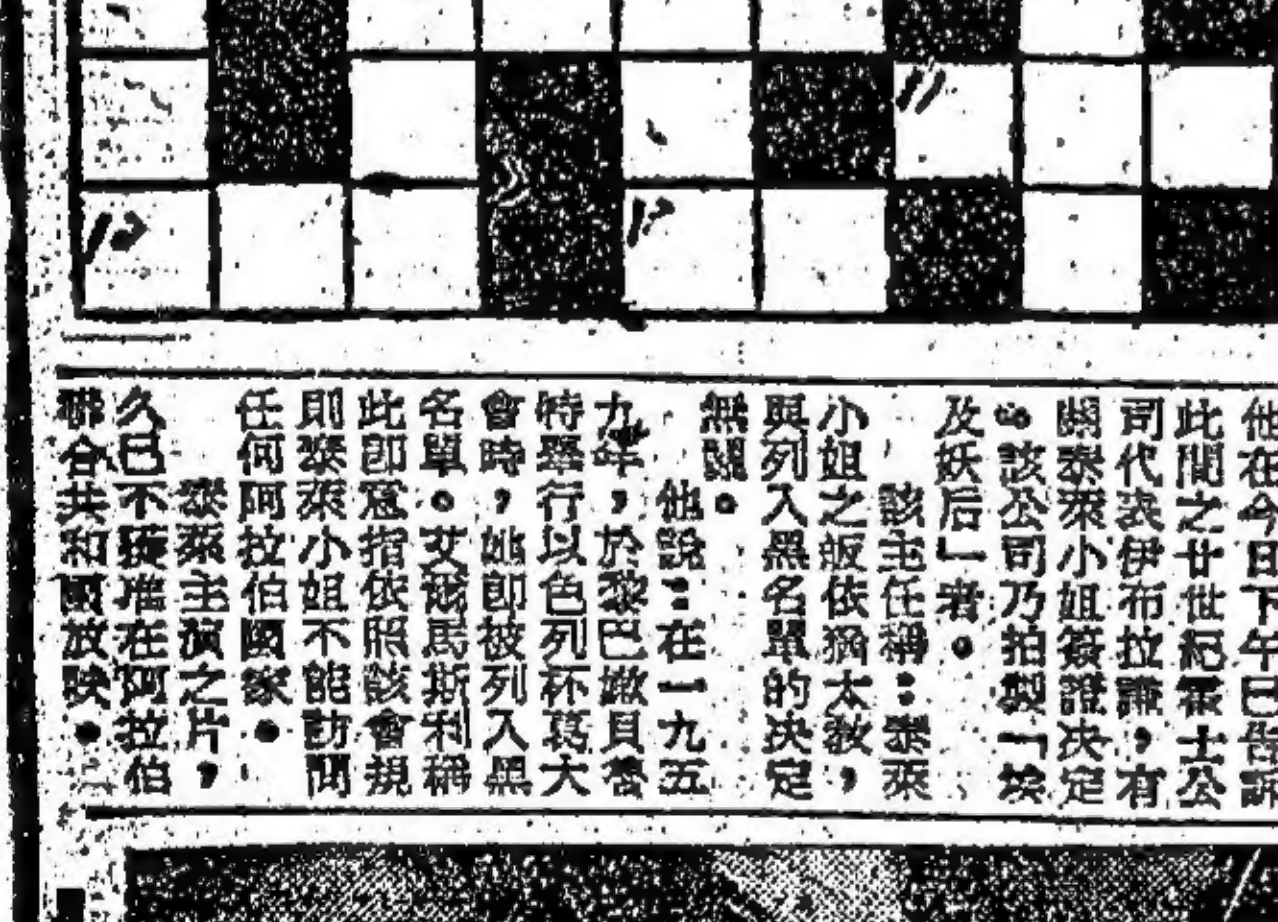 11
12
他在今日下午已告訴
此間之廿世紀霍士公
司代表伊布拉謙,有
關泰萊小姐簽證決定
。該公司乃拍製「埃
及妖后」者。
該主任稱:泰萊
小姐之皈依猶太教,
與列入黑名單的決定
無關。
他說:在一九五
九年,於黎巴嫩貝魯
特舉行以色列杯葛大
會時,她即被列入黑
名單。艾爾馬斯利稱
此即意指依照該會規
則泰萊小姐不能訪問
任何阿拉伯國家。
泰萊主演之片,
久已不獲准在阿拉伯
聯合共和國放映。